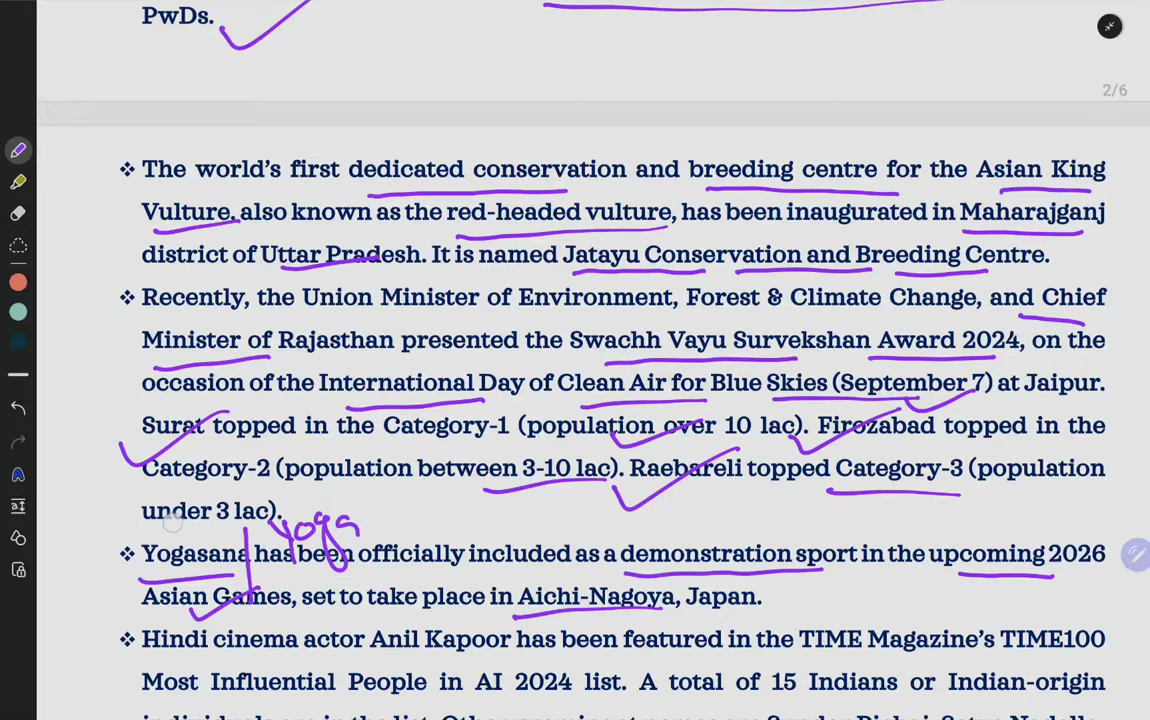 PwDs.
2/6
❖ The world’s first dedicated conservation and breeding centre for the Asian King
Vulture, also known as the red-headed vulture, has been inaugurated in Maharajganj
district of Uttar Pradesh. It is named Jatayu Conservation and Breeding Centre.
❖ Recently, the Union Minister of Environment, Forest & Climate Change, and Chief
Minister of Rajasthan presented the Swachh Vayu Survekshan Award 2024, on the
occasion of the International Day of Clean Air for Blue Skies (September 7) at Jaipur.
Surat topped in the Category-1 (population over 10 lac). Firozabad topped in the
Category-2 (population between 3-10 lac). Raebareli topped Category-3 (population
under 3 lac).
Yoga
❖ Yogasana has been officially included as a demonstration sport in the upcoming 2026
Asian Games, set to take place in Aichi-Nagoya, Japan.
❖ Hindi cinema actor Anil Kapoor has been featured in the TIME Magazine’s TIME100
Most Influential People in AI 2024 list. A total of 15 Indians or Indian-origin